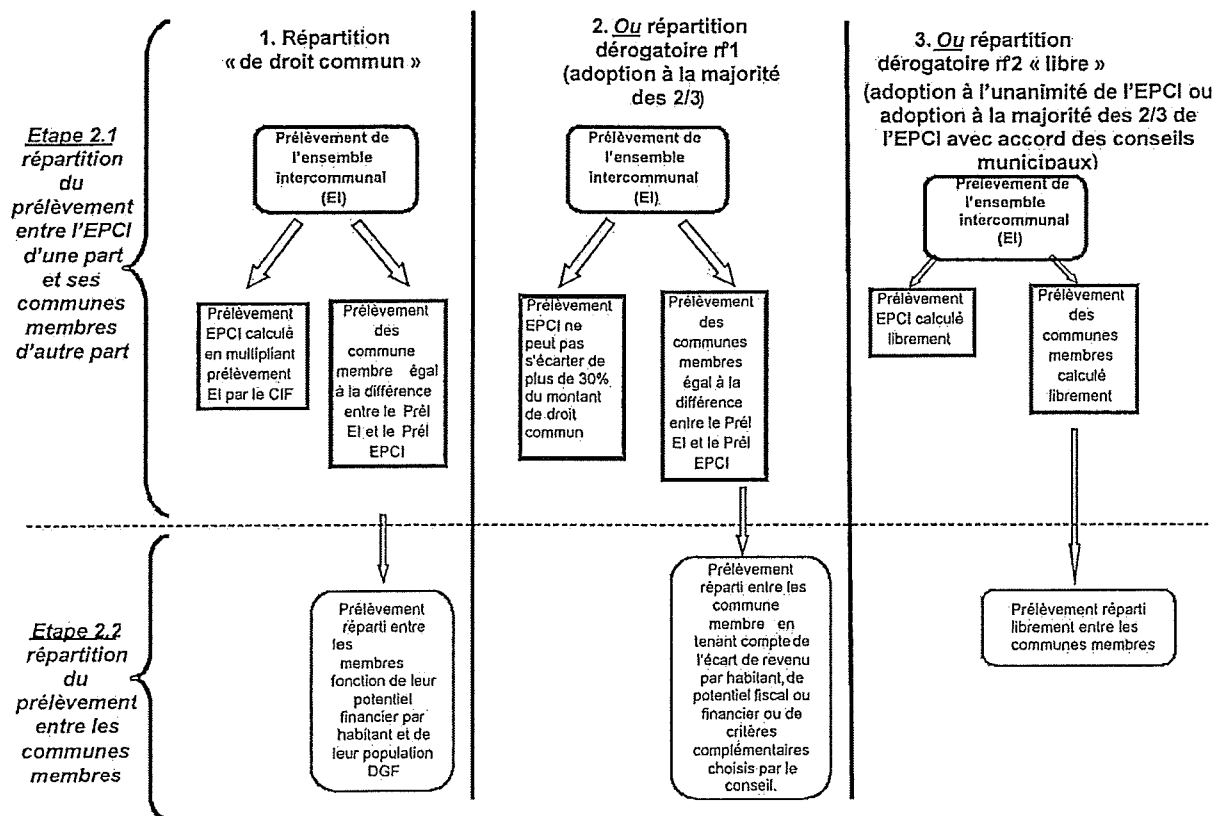 1. Répartition
« de droit commun »
2. Ou répartition
dérogatoire n°1
(adoption à la majorité
des 2/3)
3. Ou répartition
dérogatoire n°2 « libre »
(adoption à l'unanimité de l'EPCI ou
adoption à la majorité des 2/3 de
l'EPCI avec accord des conseils
municipaux)
Etape 2.1
répartition
du
prélèvement
entre l'EPCI
d'une part
et ses
communes
membres
d'autre part
Prélèvement de
l'ensemble
intercommunal
(EI)
Prélèvement
EPCI calculé
en multipliant
prélèvement
EI par le CIF
Prélèvement
des
commune
membre égal
à la différence
entre le Prél
EI et le Prél
EPCI
Prélèvement de
l'ensemble
intercommunal
(EI)
Prélèvement
EPCI ne
peut pas
s'écarter de
plus de 30%
du montant
de droit
commun
Prélèvement
des
communes
membres
égal à la
différence
entre le Prél
EI et le Prél
EPCI
Prélèvement de
l'ensemble
intercommunal
(EI)
Prélèvement
EPCI calculé
librement
Prélèvement
des
communes
membres
calculé
librement
Etape 2.2
répartition
du
prélèvement
entre les
communes
membres
Prélèvement
réparti entre
les
membres
fonction de leur
potentiel
financier par
habitant et de
leur population
DGF
Prélèvement
réparti entre les
commune
membre en
tenant compte de
l'écart de revenu
par habitant, de
potentiel fiscal ou
financier ou de
critères
complémentaires
choisis par le
conseil.
Prélèvement réparti
librement entre les
communes membres